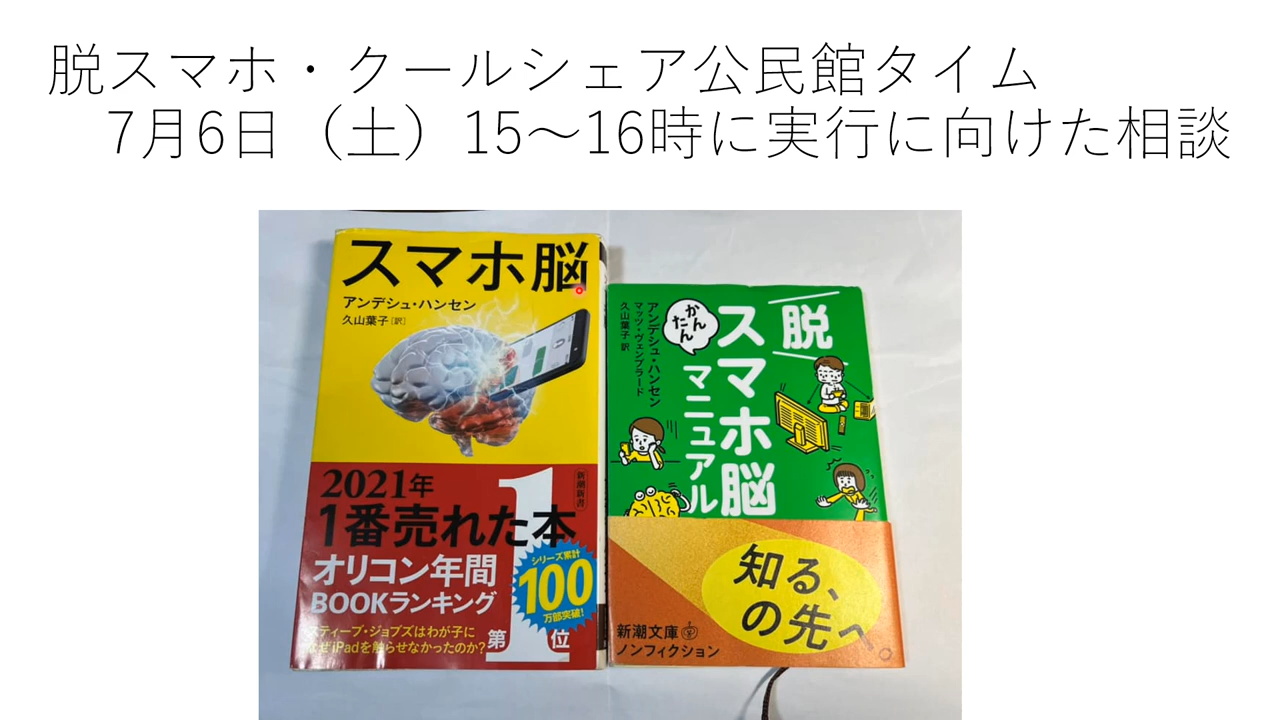 脱スマホ・クールシェア公民館タイム
7月6日（土）15～16時に実行に向けた相談
スマホ脳
アンデシュ・ハンセン
久山葉子［訳］
2021年
1番売れた本
オリコン年間
BOOKランキング
第1位
シリーズ累計
100
万部突破!
スティーブ・ジョブズはわが子に
なぜiPadを触らせなかったのか?
新潮新書
脱
スマホ脳
かんたん
マニュアル
アンデシュ・ハンセン
マッツ・ヴェンブラード
久山葉子 訳
知る、
の先へ。
新潮文庫
ノンフィクション